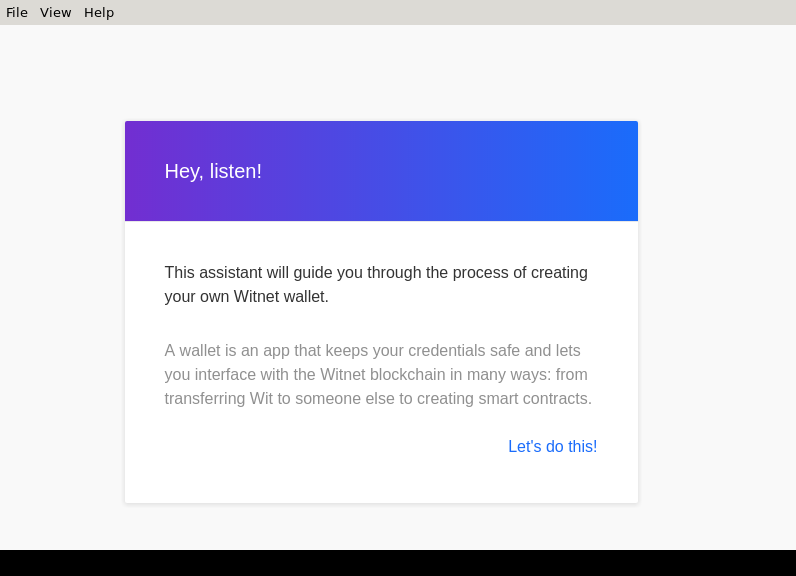 File View Help
Hey, listen!
This assistant will guide you through the process of creating
your own Witnet wallet.
A wallet is an app that keeps your credentials safe and lets
you interface with the Witnet blockchain in many ways: from
transferring Wit to someone else to creating smart contracts.
Let's do this!